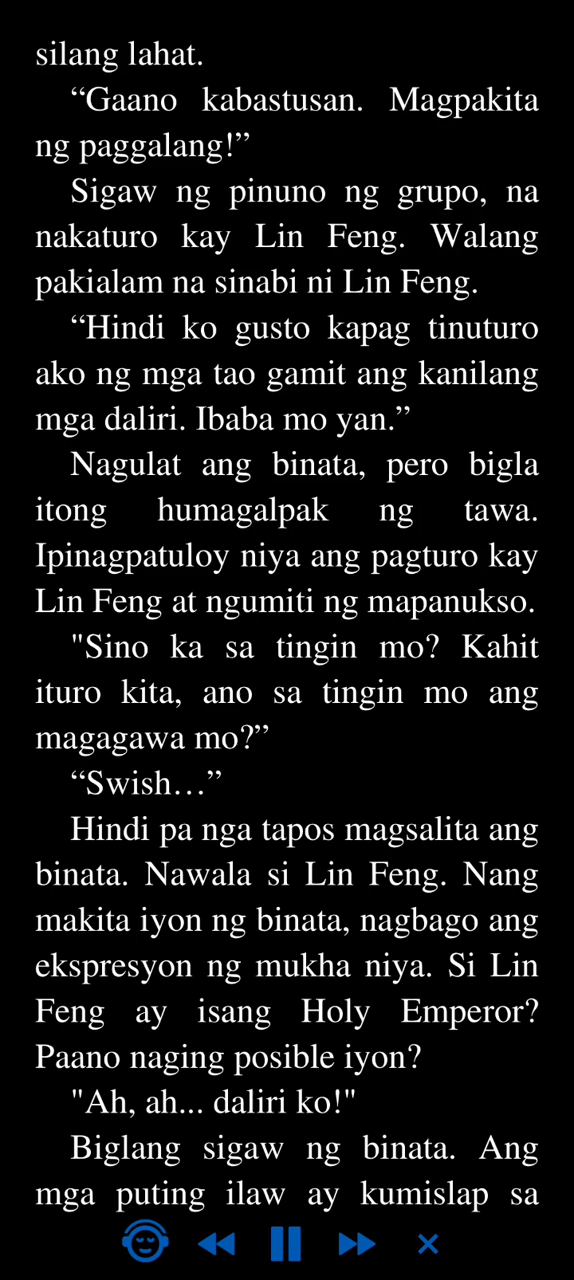 silang lahat.
“Gaano kabastusan. Magpakita
ng paggalang!”
Sigaw ng pinuno ng grupo, na
nakaturo kay Lin Feng. Walang
pakialam na sinabi ni Lin Feng.
“Hindi ko gusto kapag tinuturo
ako ng mga tao gamit ang kanilang
mga daliri. Ibaba mo yan.”
Nagulat ang binata, pero bigla
itong humagalpak ng tawa.
Ipinagpatuloy niya ang pagturo kay
Lin Feng at ngumiti ng mapanukso.
"Sino ka sa tingin mo? Kahit
ituro kita, ano sa tingin mo ang
magagawa mo?”
“Swish…”
Hindi pa nga tapos magsalita ang
binata. Nawala si Lin Feng. Nang
makita iyon ng binata, nagbago ang
ekspresyon ng mukha niya. Si Lin
Feng ay isang Holy Emperor?
Paano naging posible iyon?
"Ah, ah... daliri ko!"
Biglang sigaw ng binata. Ang
mga puting ilaw ay kumislap sa